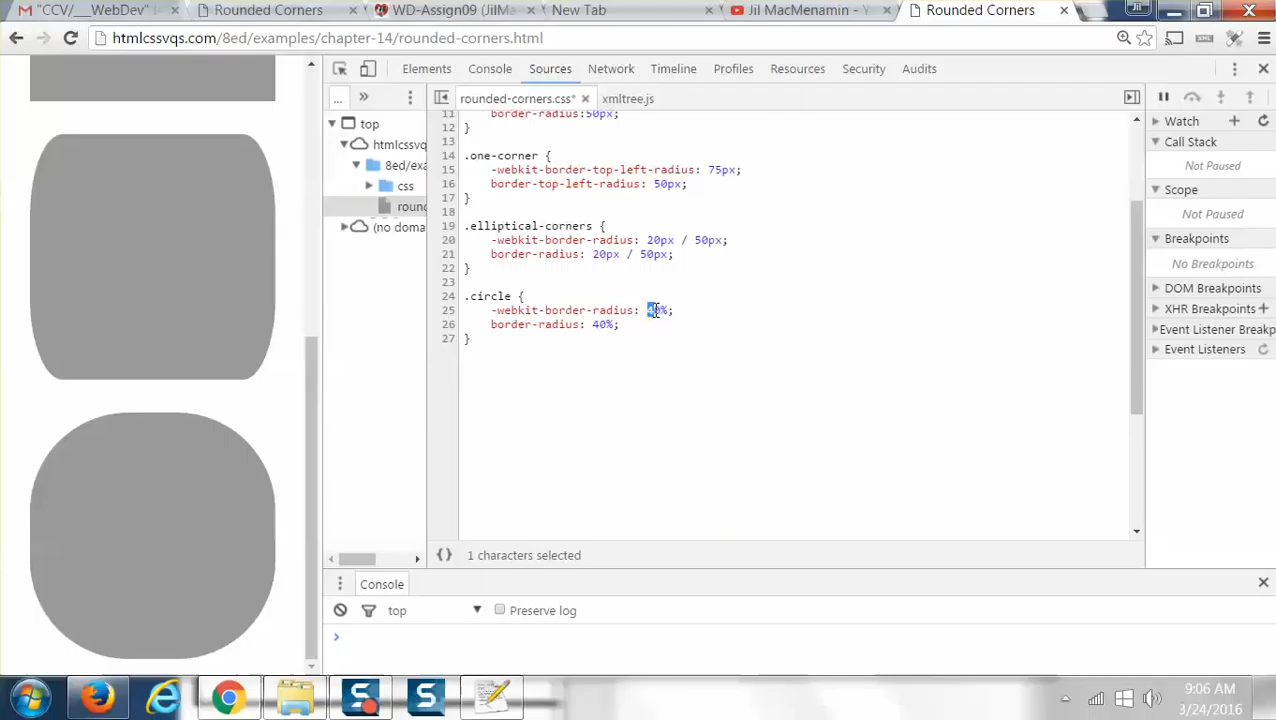 "CCV/___WebDev"
Rounded Corners
WD-Assign09 (JilMa
New Tab
Jil MacMenamin - Y
Rounded Corners
Jil
htmlcssvqs.com/8ed/examples/chapter-14/rounded-corners.html
Elements Console Sources Network Timeline Profiles Resources Security Audits
... » rounded-corners.css* xmltree.js
top
htmlcssvq
8ed/exa
css
round
(no doma
11 border-radius:50px;
12 }
13
14 .one-corner {
15 -webkit-border-top-left-radius: 75px;
16 border-top-left-radius: 50px;
17 }
18
19 .elliptical-corners {
20 -webkit-border-radius: 20px / 50px;
21 border-radius: 20px / 50px;
22 }
23
24 .circle {
25 -webkit-border-radius: 40%;
26 border-radius: 40%;
27 }
{} 1 characters selected
Watch
Call Stack
Not Paused
Scope
Not Paused
Breakpoints
No Breakpoints
DOM Breakpoints
XHR Breakpoints
Event Listener Breakp
Event Listeners
Console
top Preserve log
>
9:06 AM
3/24/2016